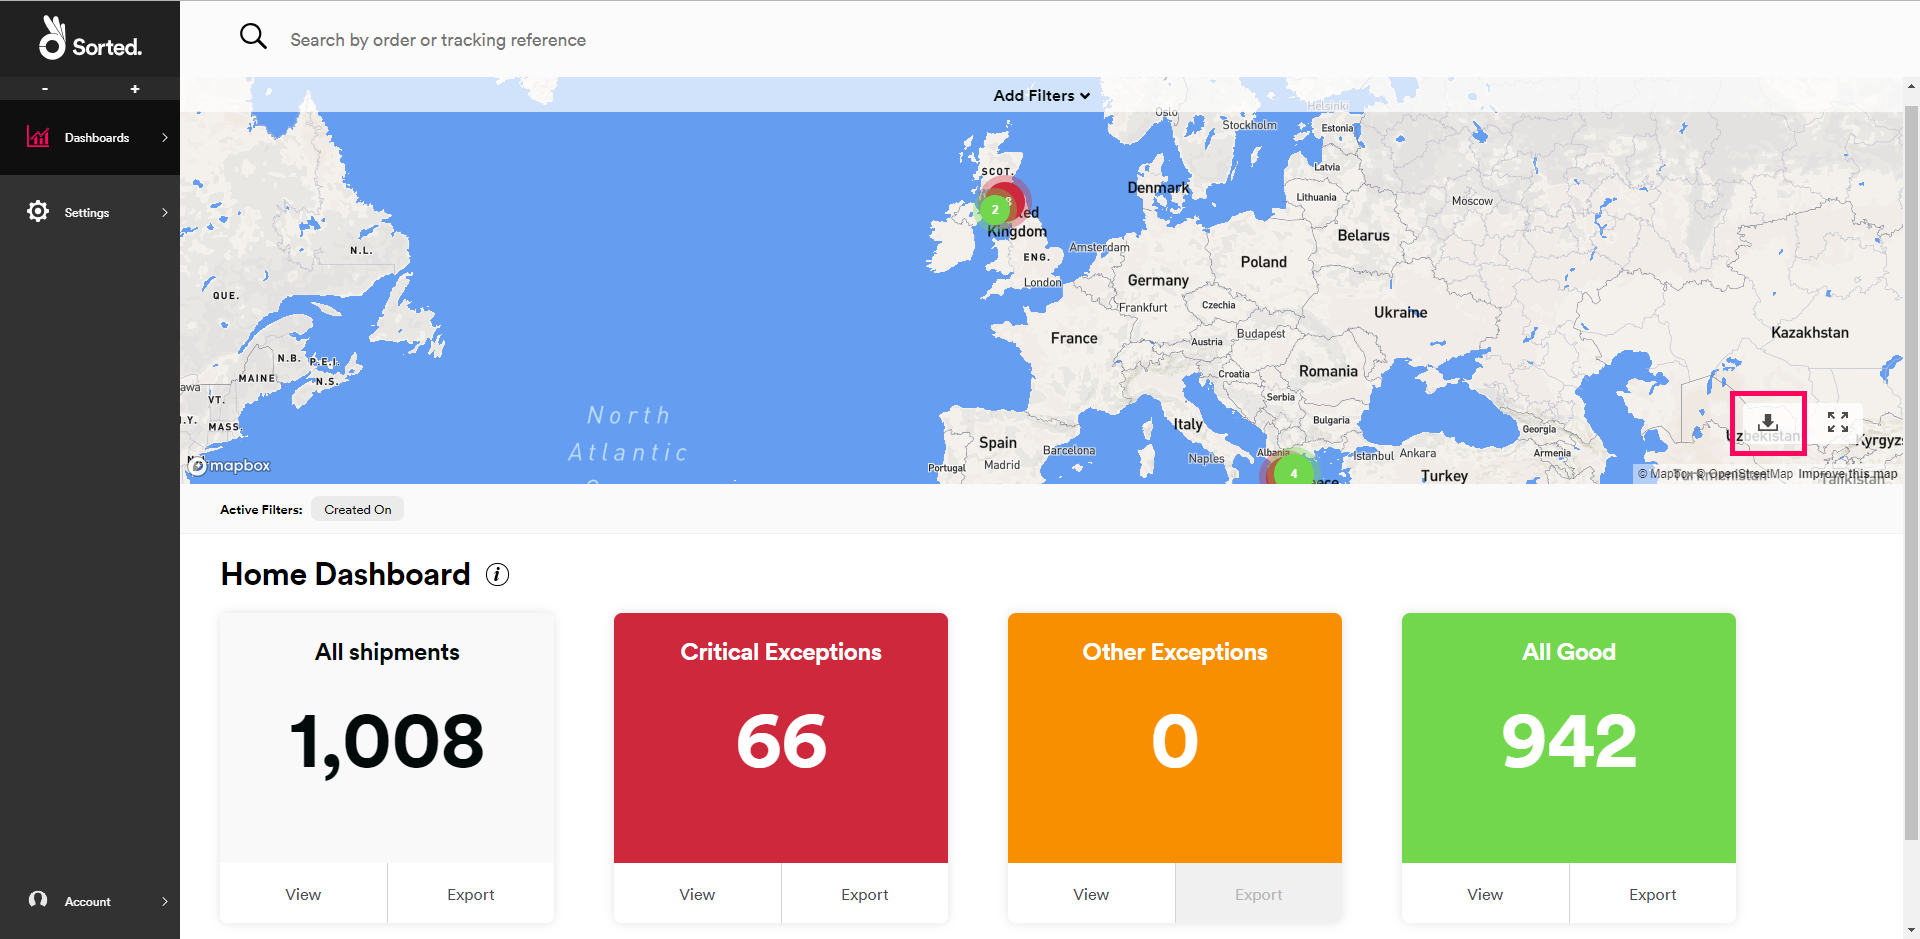 Sorted.
Search by order or tracking reference
- +
Dashboards
Settings
Account
Add Filters
Oslo
Helsinki
Stockholm
Estonia
SCOT.
Latvia
Denmark
Lithuania
Moscow
2
8
Kingdom
Belarus
N.L.
Amsterdam
ENG.
Poland
London
Germany
QUE.
Frankfurt
Czechia
Ukraine
Kazakhstan
France
Budapest
Austria
N.B.
P.E.I.
Croatia
Romania
MAINE
N.S.
VT.
Serbia
North
Atlantic
MASS.
Italy
Bulgaria
Georgia
Uzbekistan
Spain
Barcelona
Portugal
Madrid
Naples
Albania
Istanbul
Ankara
Armenia
4
Turkey
mapbox
Turkmenistan
Tajikistan
© Mapbox © OpenStreetMap Improve this map
Active Filters: Created On
Home Dashboard i
All shipments
1,008
View Export
Critical Exceptions
66
View Export
Other Exceptions
0
View Export
All Good
942
View Export